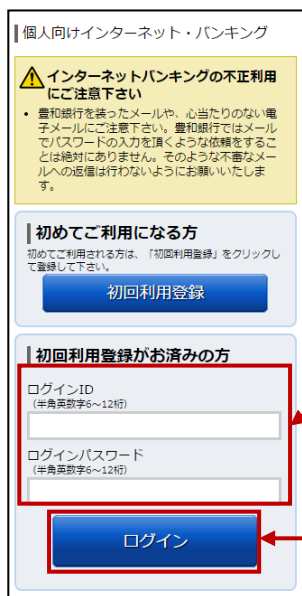 個人向けインターネット・バンキング
インターネットバンキングの不正利用
にご注意下さい
• 豊和銀行を装ったメールや、心当たりのない電
子メールにご注意下さい。豊和銀行ではメール
でパスワードの入力を頂くような依頼をするこ
とは絶対にありません。そのような不審なメー
ルへの返信は行わないようにお願いいたしま
す。
初めてご利用になる方
初めてご利用される方は、「初回利用登録」をクリックし
て登録して下さい。
初回利用登録
初回利用登録がお済みの方
ログインID
(半角英数字6～12桁)
ログインパスワード
(半角英数字6～12桁)
ログイン